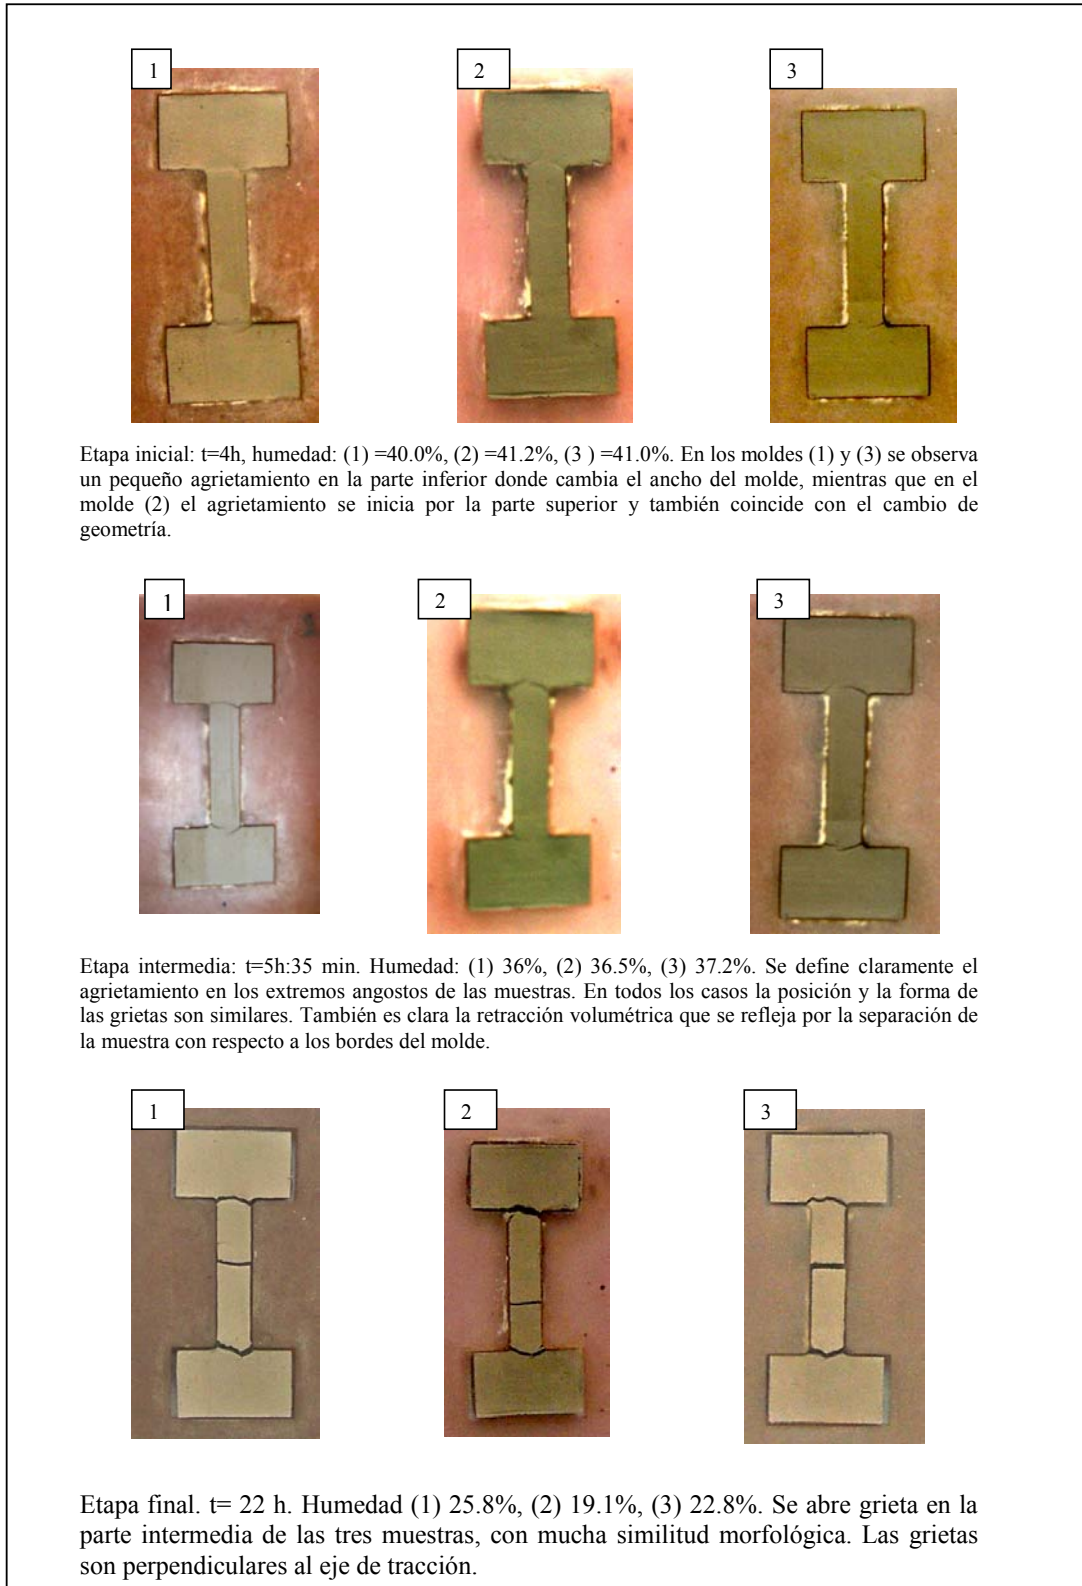 1
2
3
Etapa inicial: t=4h, humedad: (1) =40.0%, (2) =41.2%, (3 ) =41.0%. En los moldes (1) y (3) se observa
un pequeño agrietamiento en la parte inferior donde cambia el ancho del molde, mientras que en el
molde (2) el agrietamiento se inicia por la parte superior y también coincide con el cambio de
geometría.
1
2
3
Etapa intermedia: t=5h:35 min. Humedad: (1) 36%, (2) 36.5%, (3) 37.2%. Se define claramente el
agrietamiento en los extremos angostos de las muestras. En todos los casos la posición y la forma de
las grietas son similares. También es clara la retracción volumétrica que se refleja por la separación de
la muestra con respecto a los bordes del molde.
1
2
3
Etapa final. t= 22 h. Humedad (1) 25.8%, (2) 19.1%, (3) 22.8%. Se abre grieta en la
parte intermedia de las tres muestras, con mucha similitud morfológica. Las grietas
son perpendiculares al eje de tracción.